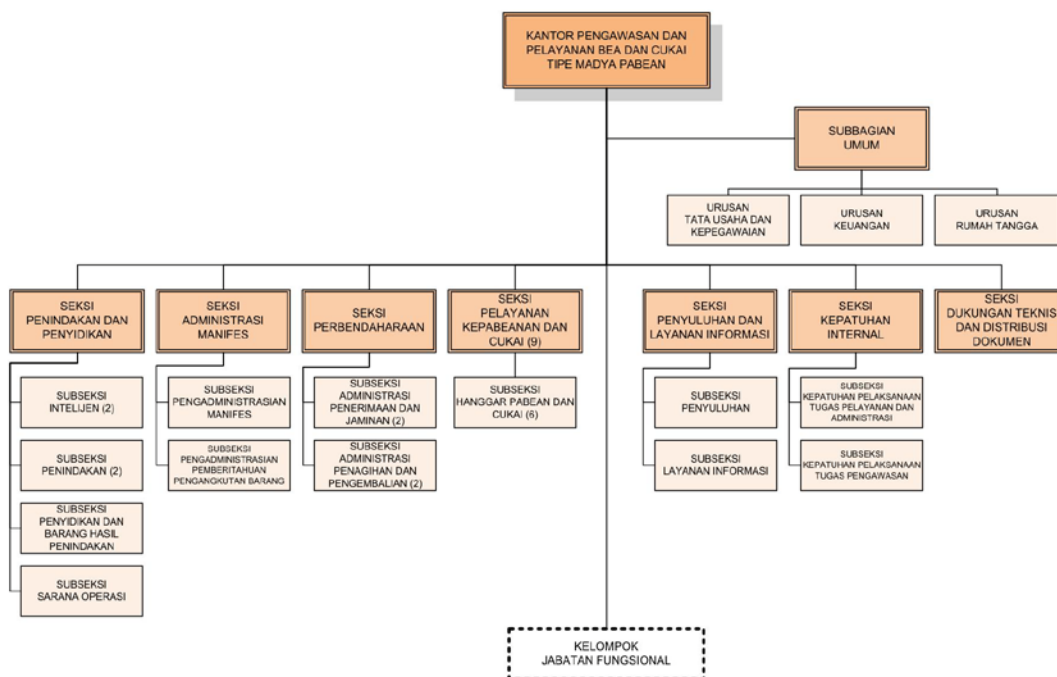 KANTOR PENGAWASAN DAN
PELAYANAN BEA DAN CUKAI
TIPE MADYA PABEAN
SUBBAGIAN
UMUM
URUSAN
TATA USAHA DAN
KEPEGAWAIAN
URUSAN
KEUANGAN
URUSAN
RUMAH TANGGA
SEKSI
PENINDAKAN DAN
PENYIDIKAN
SEKSI
ADMINISTRASI
MANIFES
SEKSI
PERBENDAHARAAN
SEKSI
PELAYANAN
KEPABEANAN DAN
CUKAI (9)
SEKSI
PENYULUHAN DAN
LAYANAN INFORMASI
SEKSI
KEPATUHAN
INTERNAL
SEKSI
DUKUNGAN TEKNIS
DAN DISTRIBUSI
DOKUMEN
SUBSEKSI
INTELIJEN (2)
SUBSEKSI
PENINDAKAN (2)
SUBSEKSI
PENYIDIKAN DAN
BARANG HASIL
PENINDAKAN
SUBSEKSI
SARANA OPERASI
SUBSEKSI
PENGADMINISTRASIAN
MANIFES
SUBSEKSI
PENGADMINISTRASIAN
PEMBERITAHUAN
PENGANGKUTAN BARANG
SUBSEKSI
ADMINISTRASI
PENERIMAAN DAN
JAMINAN (2)
SUBSEKSI
ADMINISTRASI
PENAGIHAN DAN
PENGEMBALIAN (2)
SUBSEKSI
HANGGAR PABEAN DAN
CUKAI (6)
SUBSEKSI
PENYULUHAN
SUBSEKSI
LAYANAN INFORMASI
SUBSEKSI
KEPATUHAN PELAKSANAAN
TUGAS PELAYANAN DAN
ADMINISTRASI
SUBSEKSI
KEPATUHAN PELAKSANAAN
TUGAS PENGAWASAN
KELOMPOK
JABATAN FUNGSIONAL